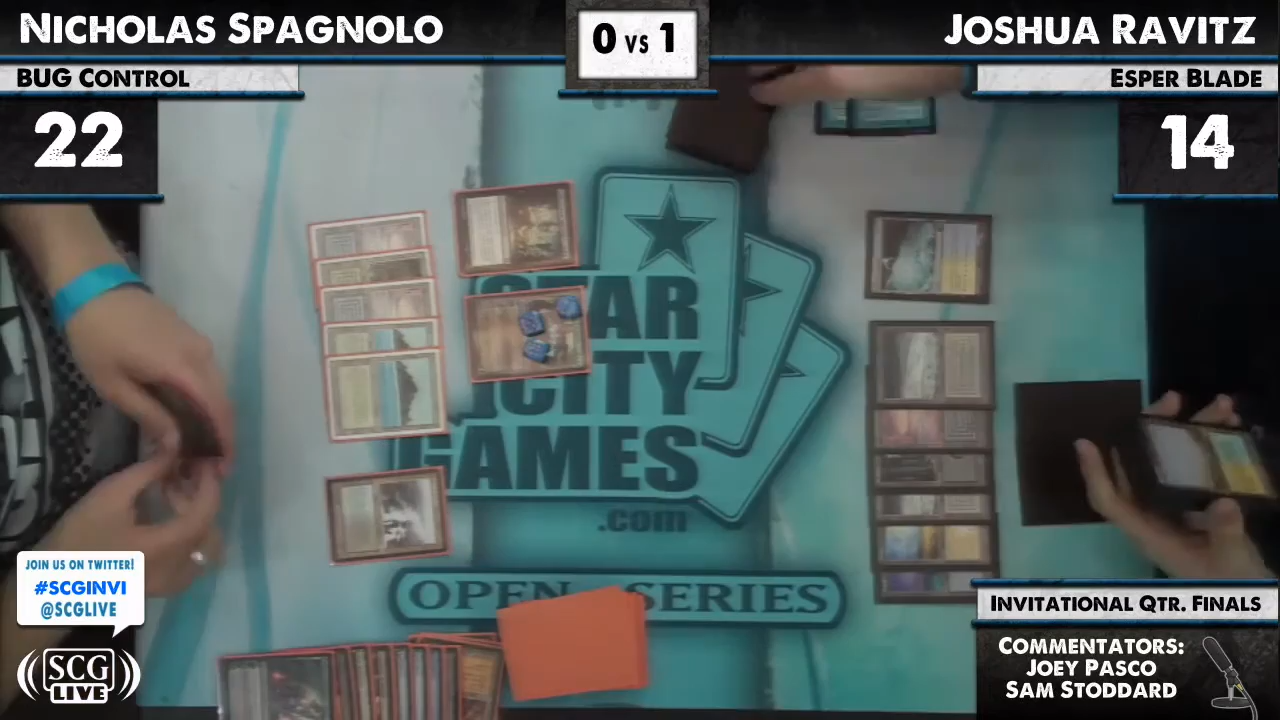 NICHOLAS SPAGNOLO
0 VS 1
JOSHUA RAVITZ
BUG CONTROL
ESPER BLADE
22
14
STAR
CITY
GAMES
.com
OPEN SERIES
JOIN US ON TWITTER!
#SCGINVI
@SCGLIVE
SCG
LIVE
INVITATIONAL QTR. FINALS
COMMENTATORS:
JOEY PASCO
SAM STODDARD